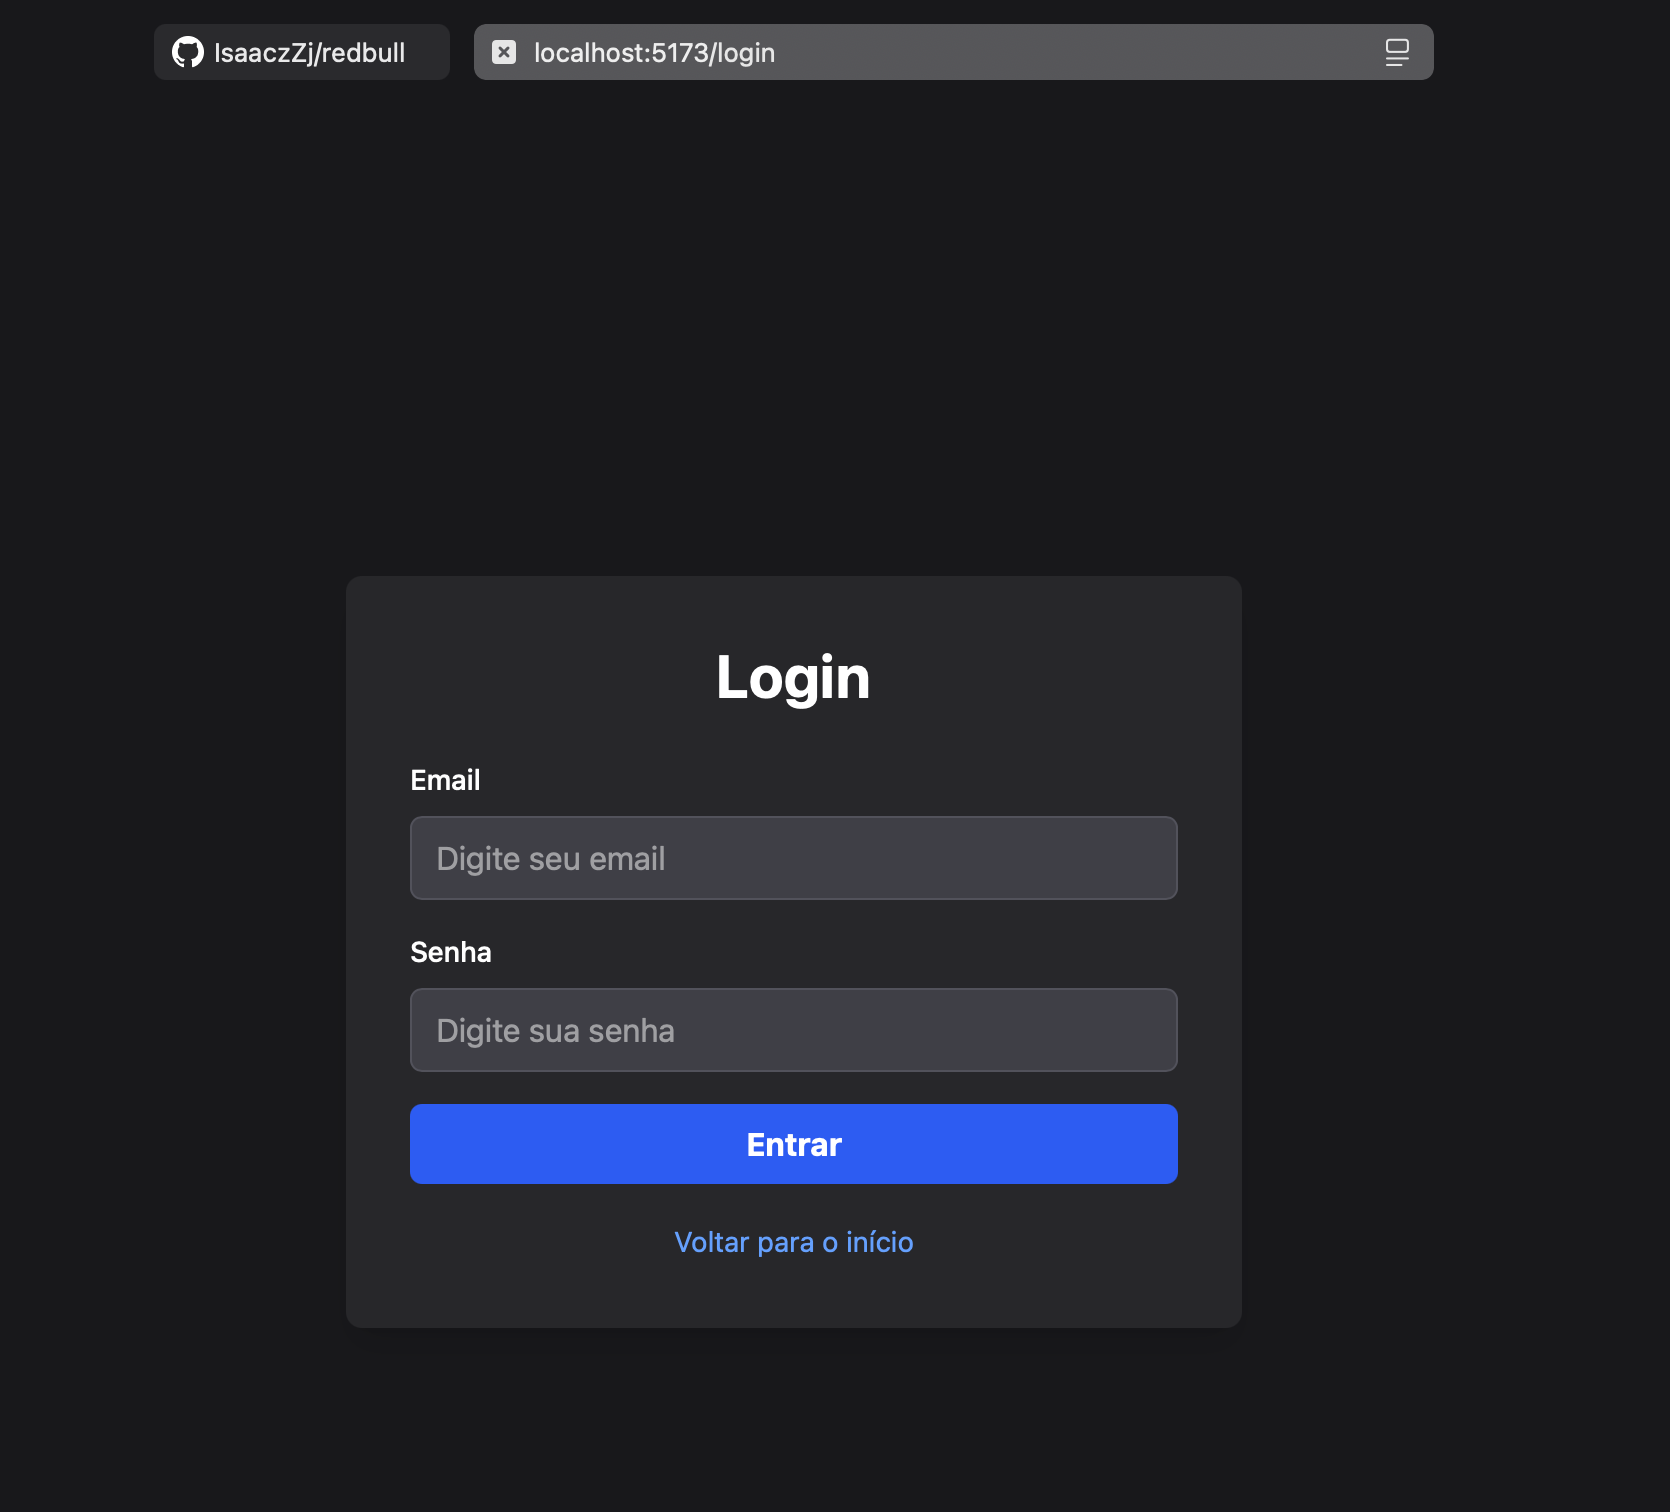 IsaaczZj/redbull
localhost:5173/login
Login
Email
Digite seu email
Senha
Digite sua senha
Entrar
Voltar para o início